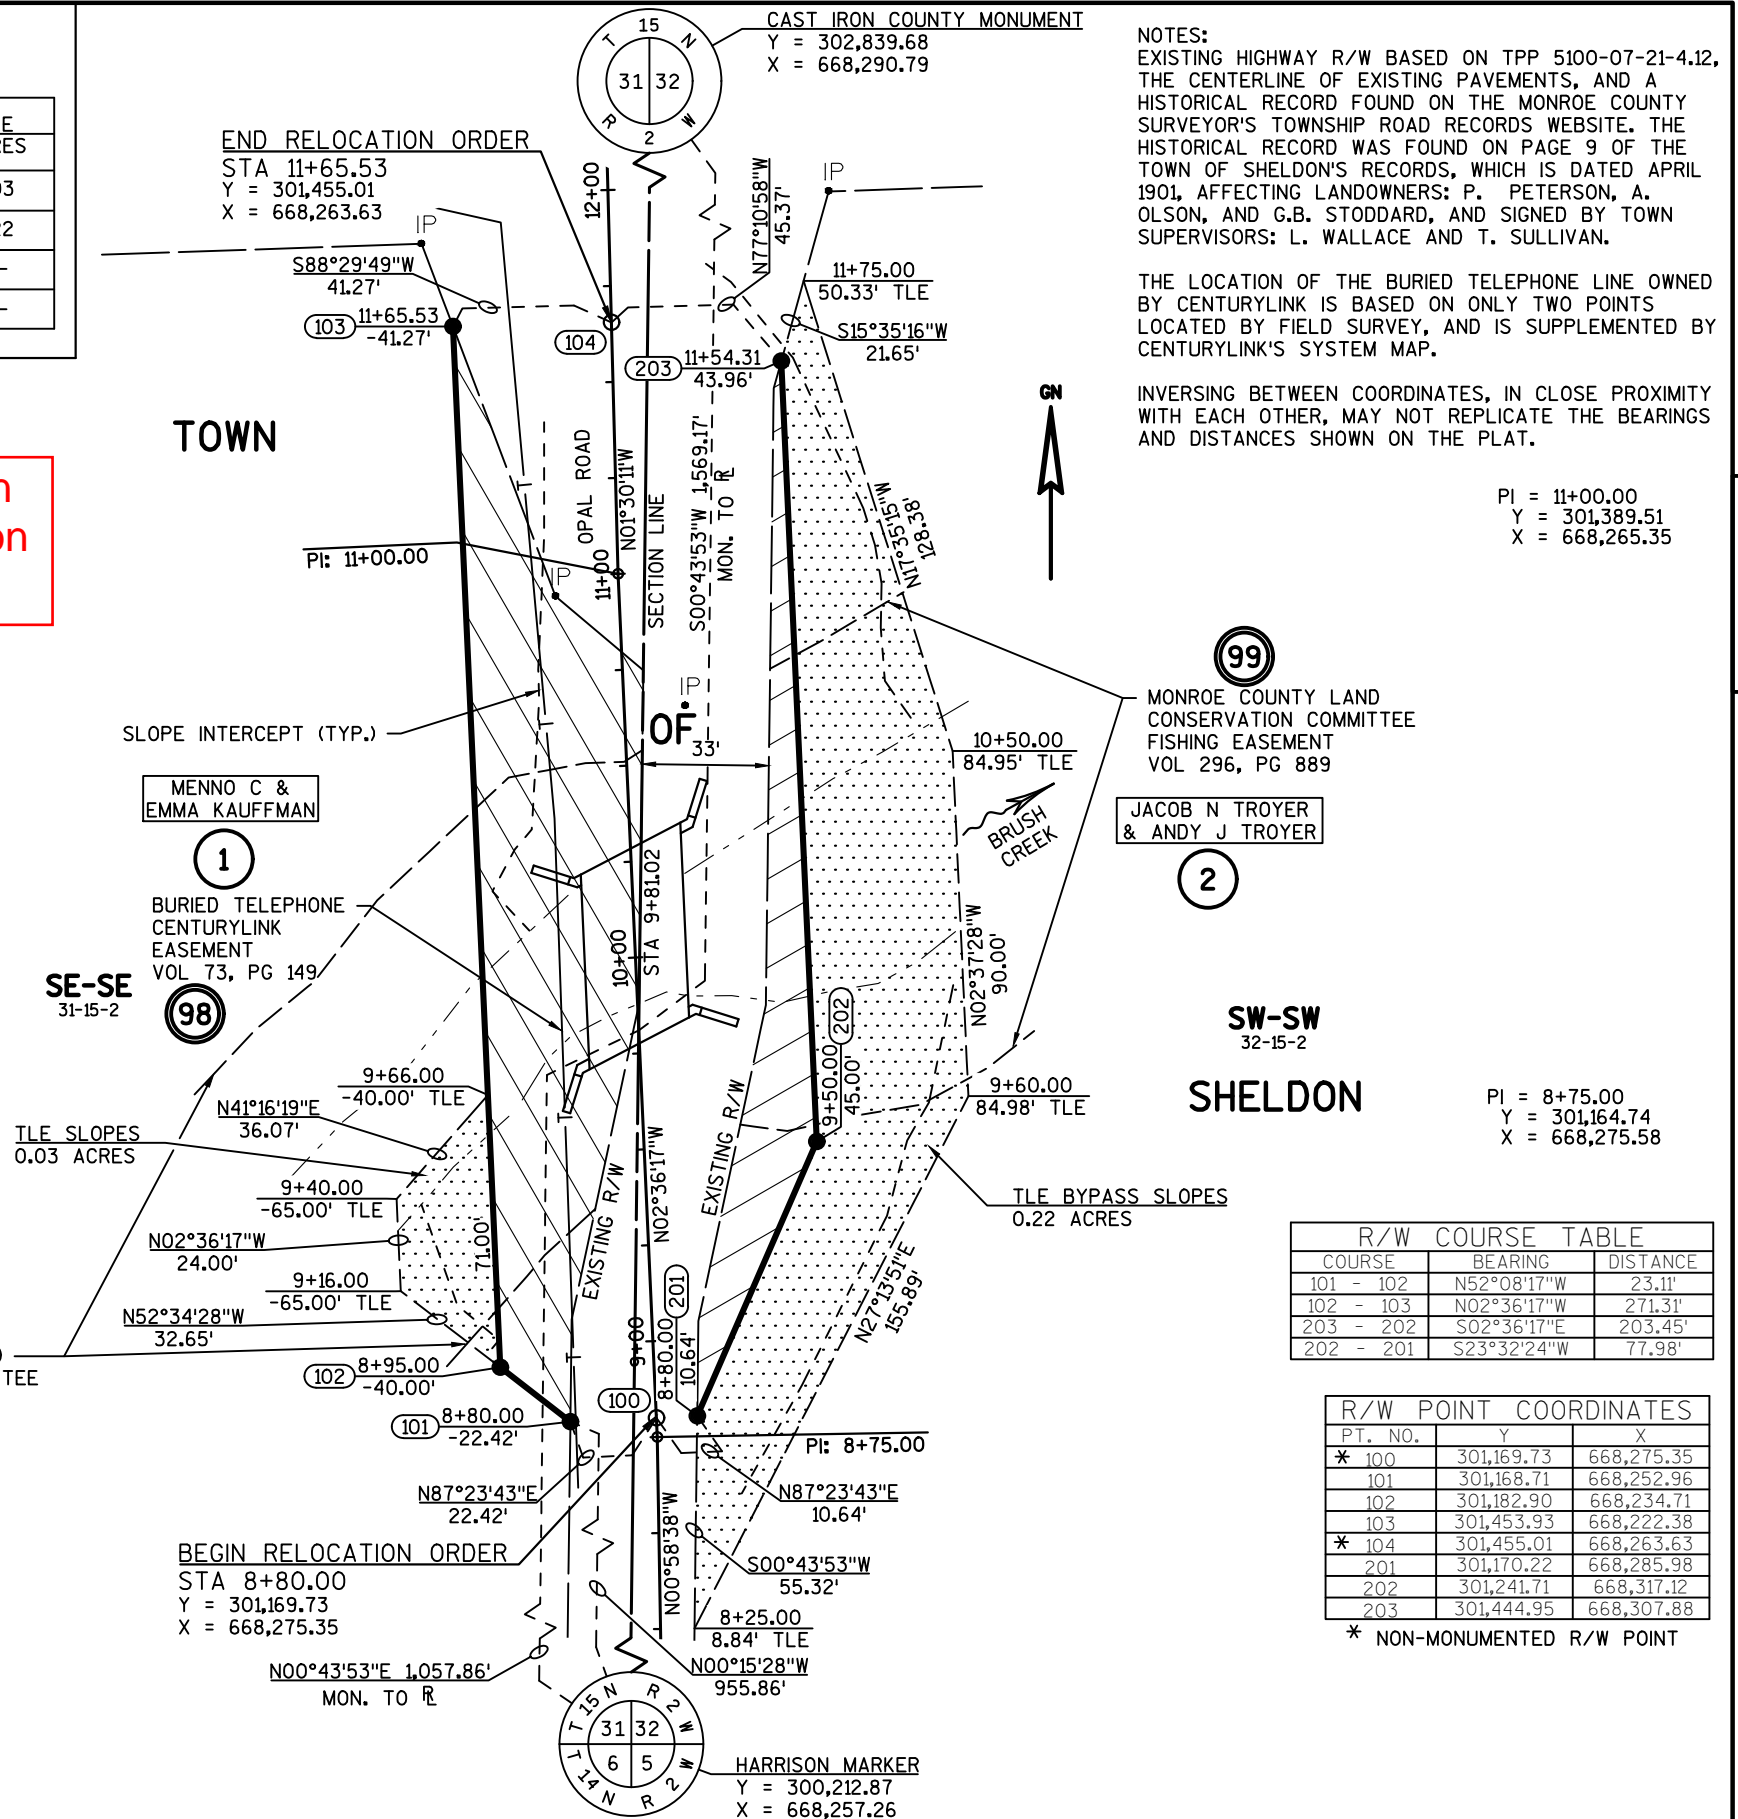 CAST IRON COUNTY MONUMENT
Y = 302,839.68
X = 668,290.79
T 15 N
31 32
R 2 W
NOTES:
EXISTING HIGHWAY R/W BASED ON TPP 5100-07-21-4.12,
THE CENTERLINE OF EXISTING PAVEMENTS, AND A
HISTORICAL RECORD FOUND ON THE MONROE COUNTY
SURVEYOR'S TOWNSHIP ROAD RECORDS WEBSITE. THE
HISTORICAL RECORD WAS FOUND ON PAGE 9 OF THE
TOWN OF SHELDON'S RECORDS, WHICH IS DATED APRIL
1901, AFFECTING LANDOWNERS: P. PETERSON, A.
OLSON, AND G.B. STODDARD, AND SIGNED BY TOWN
SUPERVISORS: L. WALLACE AND T. SULLIVAN.
THE LOCATION OF THE BURIED TELEPHONE LINE OWNED
BY CENTURYLINK IS BASED ON ONLY TWO POINTS
LOCATED BY FIELD SURVEY, AND IS SUPPLEMENTED BY
CENTURYLINK'S SYSTEM MAP.
INVERSING BETWEEN COORDINATES, IN CLOSE PROXIMITY
WITH EACH OTHER, MAY NOT REPLICATE THE BEARINGS
AND DISTANCES SHOWN ON THE PLAT.
E
RES
-
-
END RELOCATION ORDER
STA 11+65.53
Y = 301,455.01
X = 668,263.63
IP
12+00
N77°10'58"W
45.37'
IP
S88°29'49"W
41.27'
11+75.00
50.33' TLE
103 11+65.53
-41.27'
104
S15°35'16"W
21.65'
203 11+54.31
43.96'
GN
TOWN
n
on
OPAL ROAD
N01°30'11"W
SECTION LINE
S00°43'53"W 1,569.17'
MON. TO RL
N17°35'15"W
128.38'
PI = 11+00.00
Y = 301,389.51
X = 668,265.35
PI: 11+00.00
11+00
IP
IP
OF
33'
SLOPE INTERCEPT (TYP.)
99
MONROE COUNTY LAND
CONSERVATION COMMITTEE
FISHING EASEMENT
VOL 296, PG 889
10+50.00
84.95' TLE
BRUSH
CREEK
MENNO C &
EMMA KAUFFMAN
1
JACOB N TROYER
& ANDY J TROYER
2
BURIED TELEPHONE
CENTURYLINK
EASEMENT
VOL 73, PG 149
98
STA 9+81.02
10+00
N02°37'28"W
90.00'
SE-SE
31-15-2
SW-SW
32-15-2
SHELDON
202
9+50.00
45.00'
9+66.00
-40.00' TLE
9+60.00
84.98' TLE
PI = 8+75.00
Y = 301,164.74
X = 668,275.58
N41°16'19"E
36.07'
TLE SLOPES
0.03 ACRES
9+40.00
-65.00' TLE
EXISTING R/W
N02°36'17"W
EXISTING R/W
TLE BYPASS SLOPES
0.22 ACRES
N02°36'17"W
24.00'
71.00
9+16.00
-65.00' TLE
N52°34'28"W
32.65'
TEE
N27°13'51"E
155.89'
9+00
201
8+80.00
10.64'
102 8+95.00
-40.00'
100
101 8+80.00
-22.42'
PI: 8+75.00
N87°23'43"E
22.42'
N87°23'43"E
10.64'
BEGIN RELOCATION ORDER
STA 8+80.00
Y = 301,169.73
X = 668,275.35
N00°58'38"W
S00°43'53"W
55.32'
8+25.00
8.84' TLE
N00°43'53"E 1,057.86'
MON. TO RL
N00°15'28"W
955.86'
T 15 N R 2 W
31 32
6 5
T 14 N R 2 W
HARRISON MARKER
Y = 300,212.87
X = 668,257.26
R/W COURSE TABLE
COURSE BEARING DISTANCE
101 - 102 N52°08'17"W 23.11'
102 - 103 N02°36'17"W 271.31'
203 - 202 S02°36'17"E 203.45'
202 - 201 S23°32'24"W 77.98'
R/W POINT COORDINATES
PT. NO. Y X
* 100 301,169.73 668,275.35
101 301,168.71 668,252.96
102 301,182.90 668,234.71
103 301,453.93 668,222.38
* 104 301,455.01 668,263.63
201 301,170.22 668,285.98
202 301,241.71 668,317.12
203 301,444.95 668,307.88
* NON-MONUMENTED R/W POINT